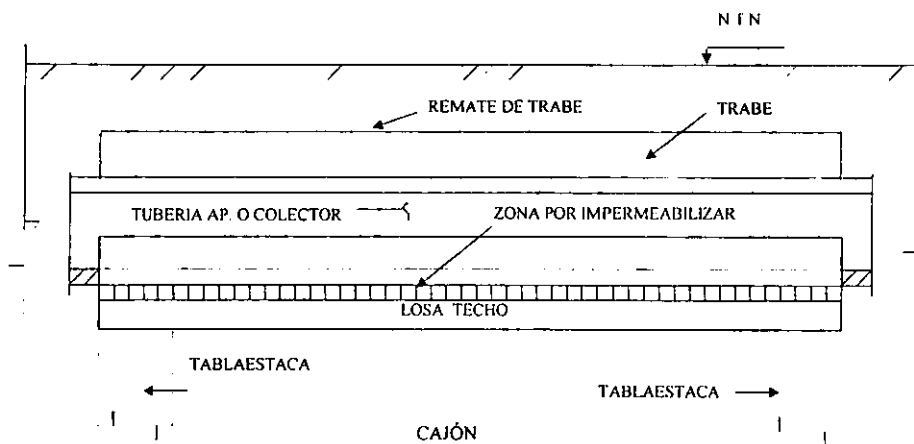 N T N
REMATE DE TRABE
TRABE
TUBERIA AP. O COLECTOR
ZONA POR IMPERMEABILIZAR
LOSA TECHO
TABLAESTACA
TABLAESTACA
CAJÓN